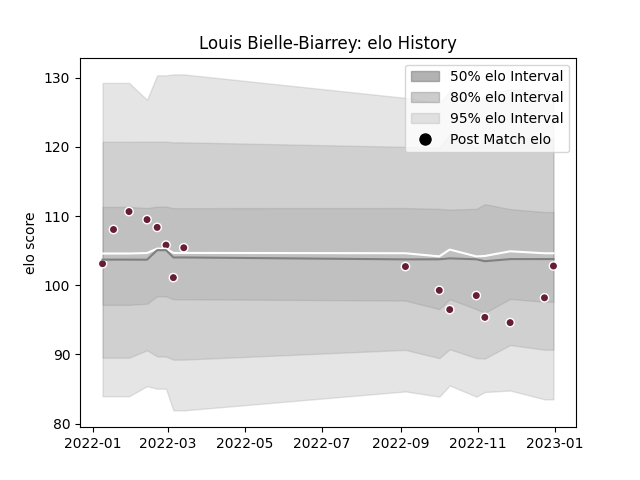 Louis Bielle-Biarrey: elo History
50% elo Interval
80% elo Interval
95% elo Interval
Post Match elo
elo score
130
120
110
100
90
80
2022-01 2022-03 2022-05 2022-07 2022-09 2022-11 2023-01